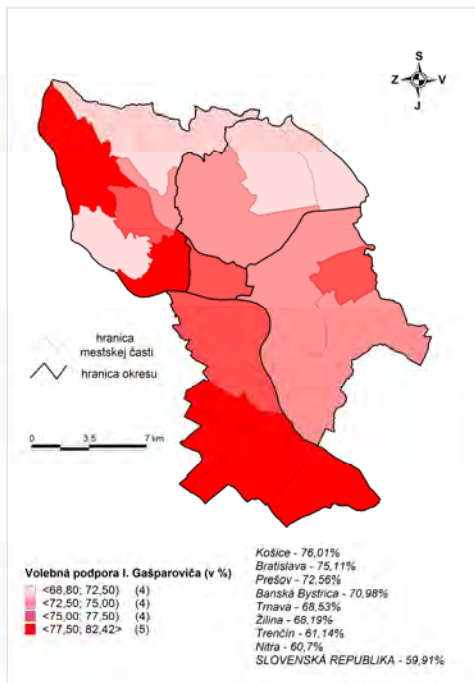 S
Z V
J
hranica
mestskej časti
hranica okresu
0 3,5 7 km
Volebná podpora I. Gašparoviča (v %)
<68,80; 72,50) (4)
<72,50; 75,00) (4)
<75,00; 77,50) (4)
<77,50; 82,42> (5)
Košice - 76,01%
Bratislava - 75,11%
Prešov - 72,56%
Banská Bystrica - 70,98%
Trnava - 68,53%
Žilina - 68,19%
Trenčín - 61,14%
Nitra - 60,7%
SLOVENSKÁ REPUBLIKA - 59,91%